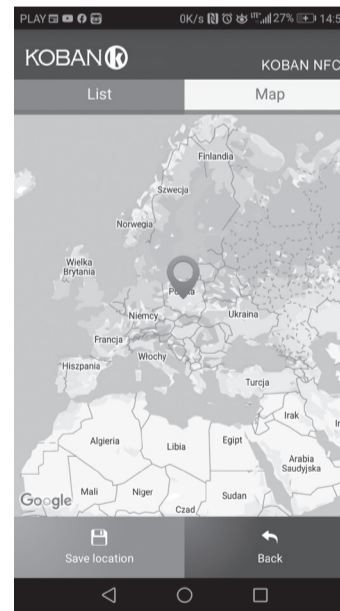 PLAY 0K/s LTE 27% 14:5
KOBAN K
KOBAN NFC
List Map
Finlandia
Szwecja
Norwegia
Wielka
Brytania
Polska
Niemcy Ukraina
Francja
Włochy
Hiszpania
Turcja
Irak
Algieria Libia Egipt
Arabia
Saudyjska
Mali Niger Sudan
Google
Czad
Save location Back